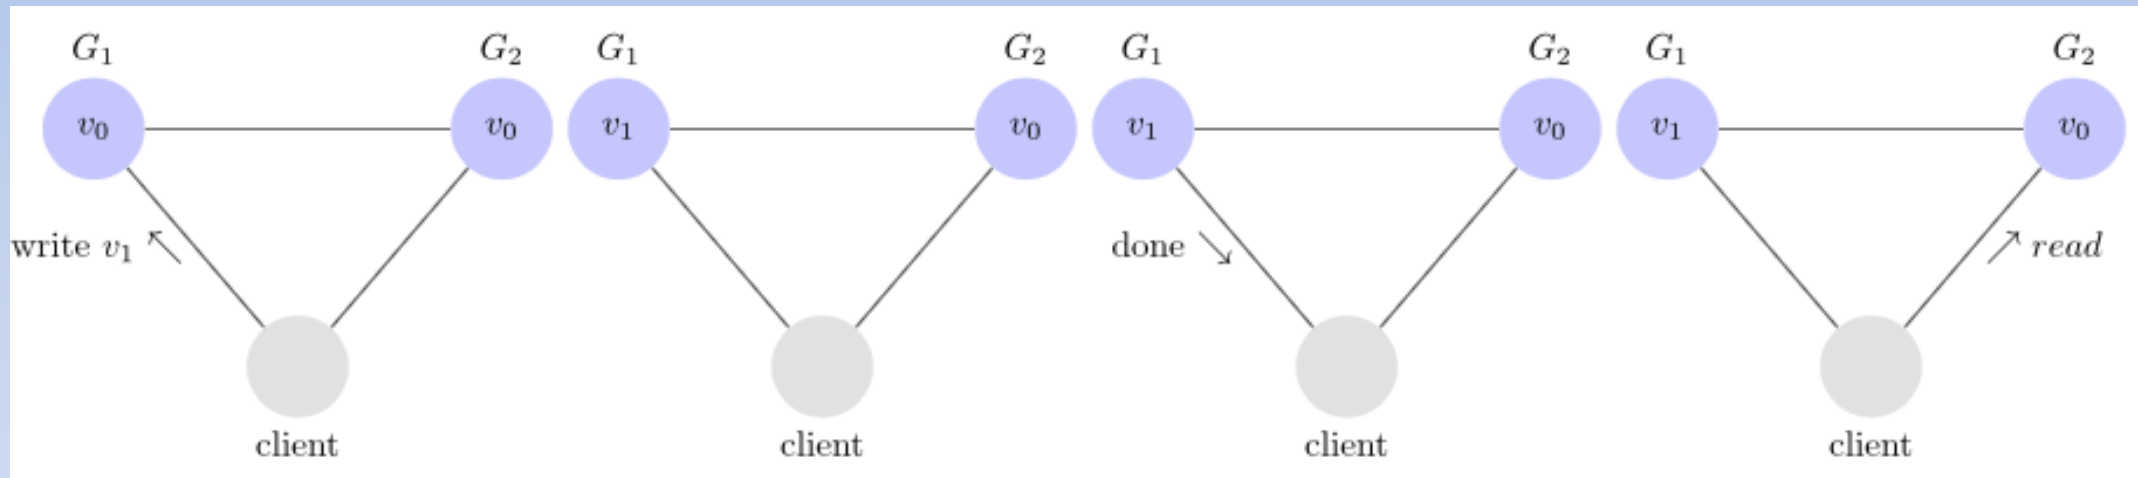 G₁ G₂ G₁ G₂ G₁ G₂ G₁ G₂
v₀ v₀ v₁ v₀ v₁ v₀ v₁ v₀
write v₁ done read
client client client client